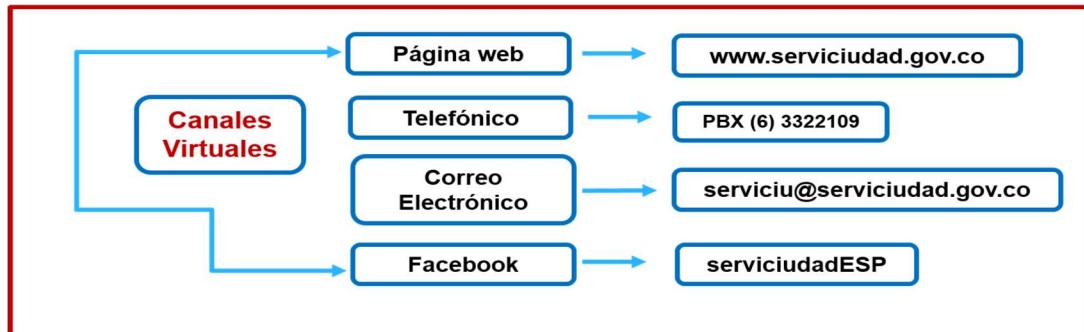 Página web
www.serviciudad.gov.co
Canales
Virtuales
Telefónico
PBX (6) 3322109
Correo
Electrónico
serviciu@serviciudad.gov.co
Facebook
serviciudadESP